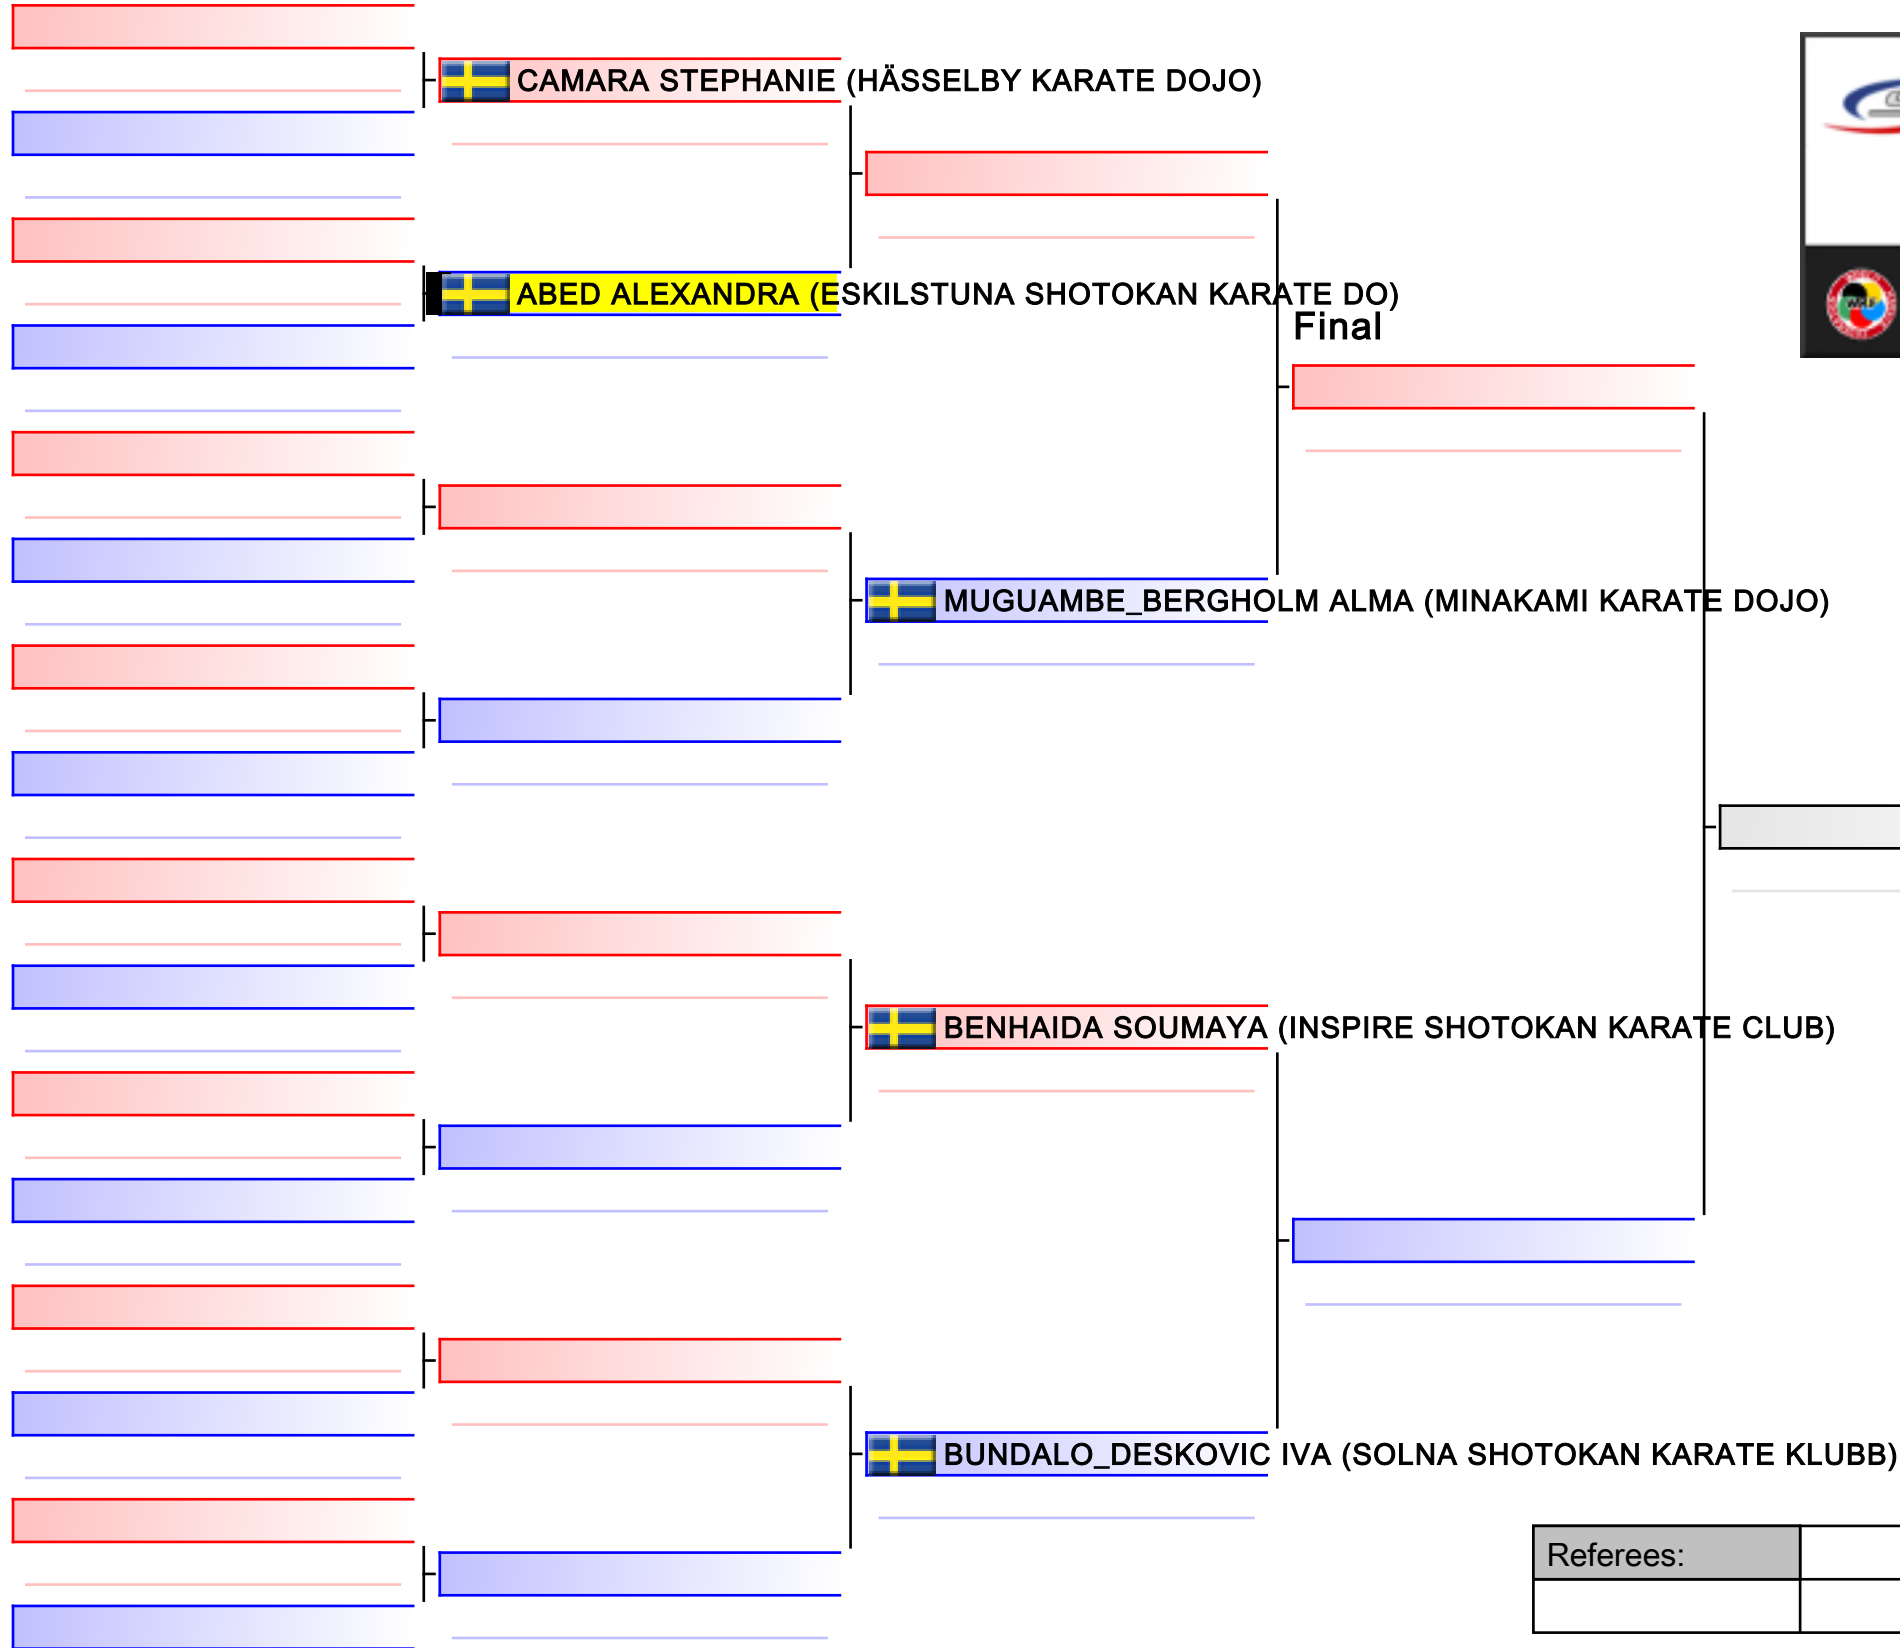 CAMARA STEPHANIE (HÄSSELBY KARATE DOJO)
ABED ALEXANDRA (ESKILSTUNA SHOTOKAN KARATE DO)
Final
MUGUAMBE_BERGHOLM ALMA (MINAKAMI KARATE DOJO)
BENHAIDA SOUMAYA (INSPIRE SHOTOKAN KARATE CLUB)
BUNDALO_DESKOVIC IVA (SOLNA SHOTOKAN KARATE KLUBB)
Referees: